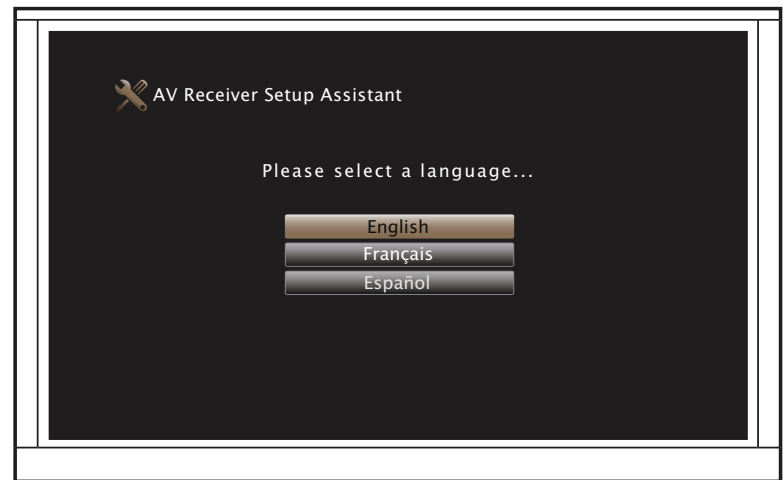 AV Receiver Setup Assistant
Please select a language...
English
Français
Español